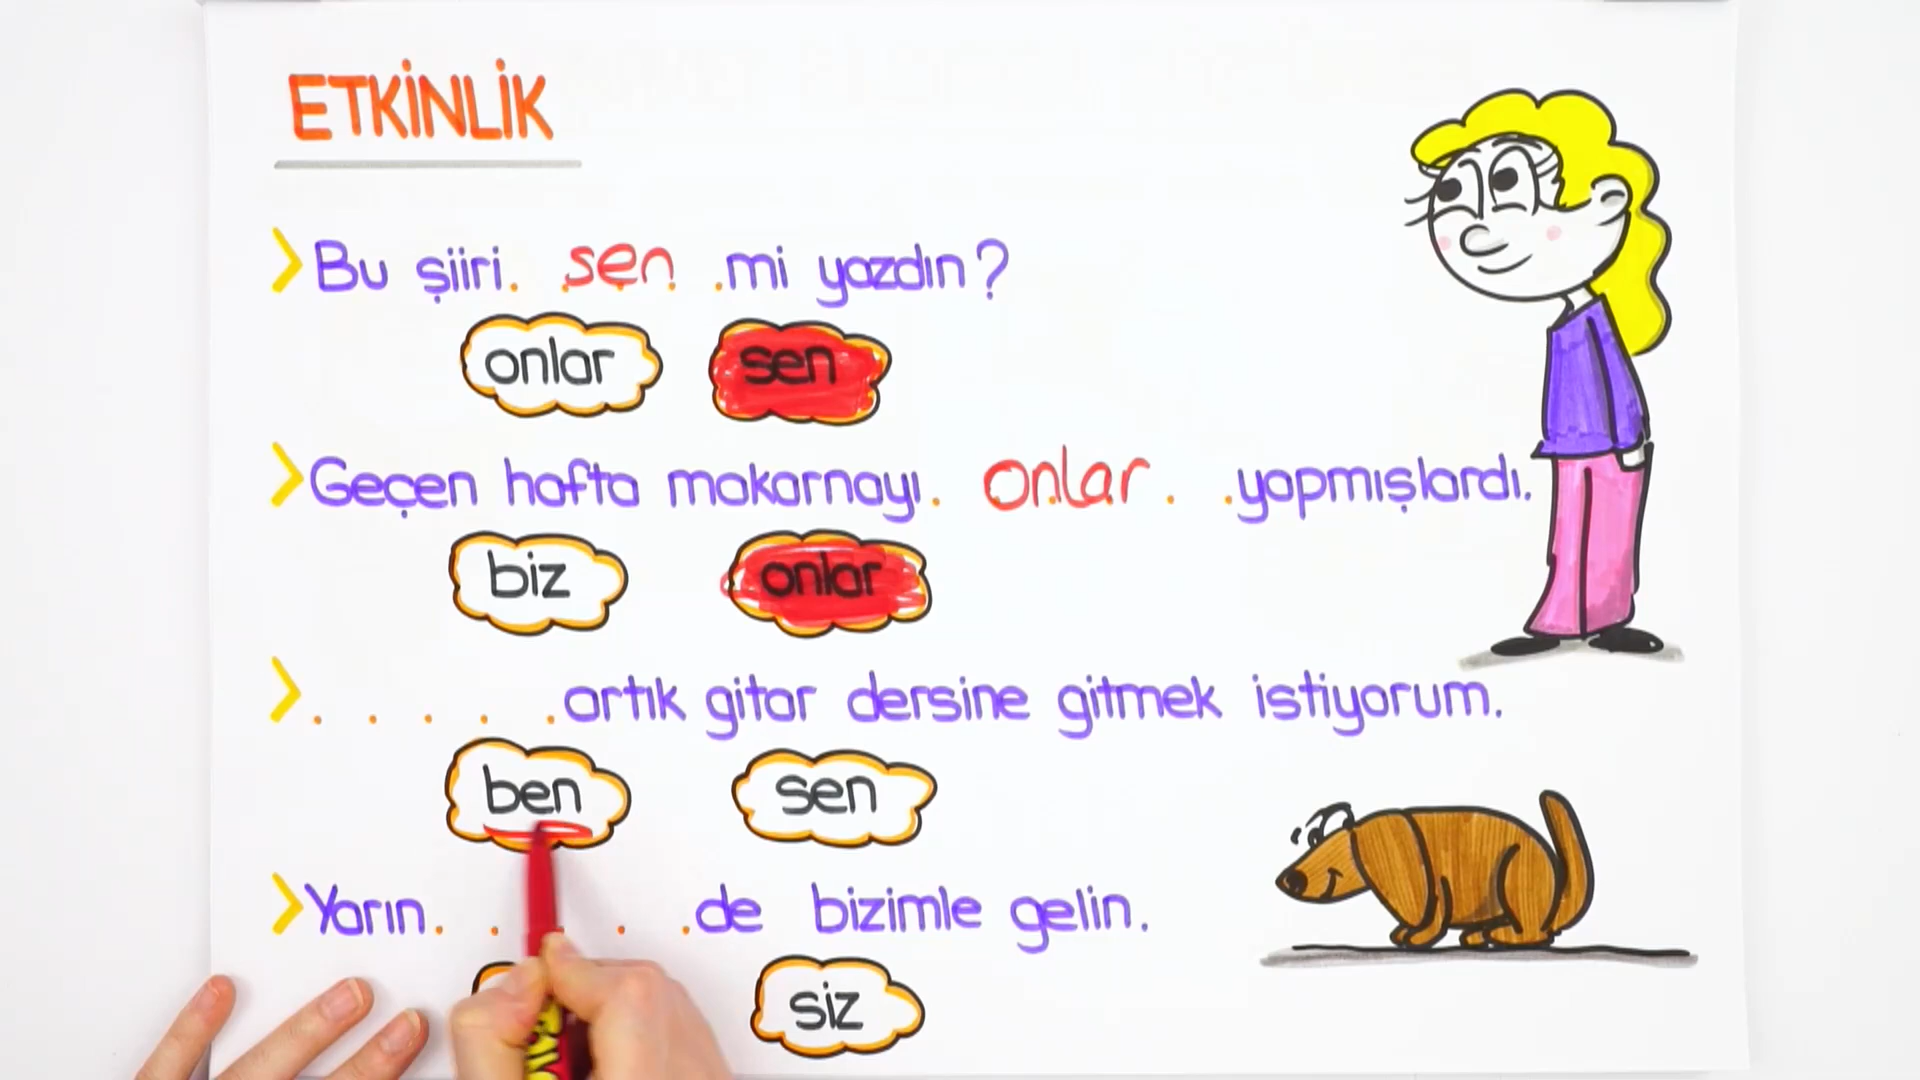 ETKİNLİK
Bu şiiri. sen .mi yazdın?
onlar sen
Geçen hafta makarnayı. onlar . .yapmışlardı.
biz onlar
. . . . .artık gitar dersine gitmek istiyorum.
ben sen
Yarın. . . . .de bizimle gelin.
siz